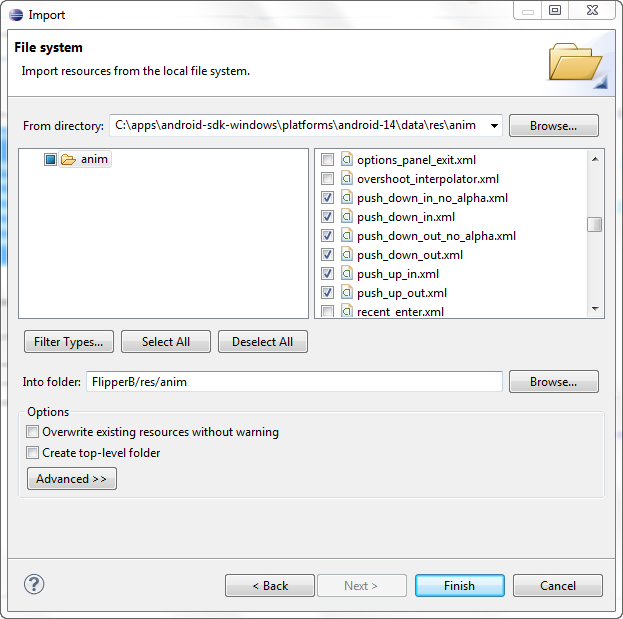 Import
File system
Import resources from the local file system.
From directory: C:\apps\android-sdk-windows\platforms\android-14\data\res\anim Browse...
anim
options_panel_exit.xml
overshoot_interpolator.xml
push_down_in_no_alpha.xml
push_down_in.xml
push_down_out_no_alpha.xml
push_down_out.xml
push_up_in.xml
push_up_out.xml
recent_enter.xml
Filter Types... Select All Deselect All
Into folder: FlipperB/res/anim Browse...
Options
Overwrite existing resources without warning
Create top-level folder
Advanced >>
? < Back Next > Finish Cancel